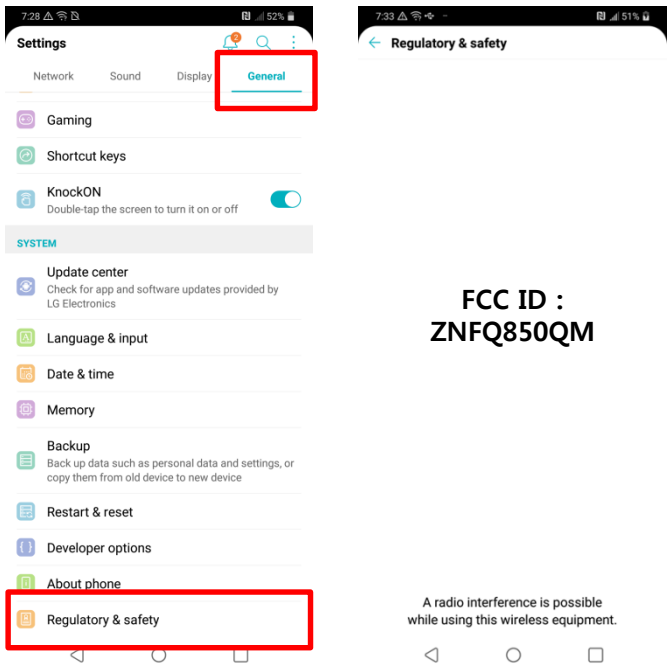 7:28
52%
Settings
2
Network Sound Display General
Gaming
Shortcut keys
KnockON
Double-tap the screen to turn it on or off
SYSTEM
Update center
Check for app and software updates provided by
LG Electronics
Language & input
Date & time
Memory
Backup
Back up data such as personal data and settings, or
copy them from old device to new device
Restart & reset
Developer options
About phone
Regulatory & safety
7:33
51%
Regulatory & safety
FCC ID :
ZNFQ850QM
A radio interference is possible
while using this wireless equipment.